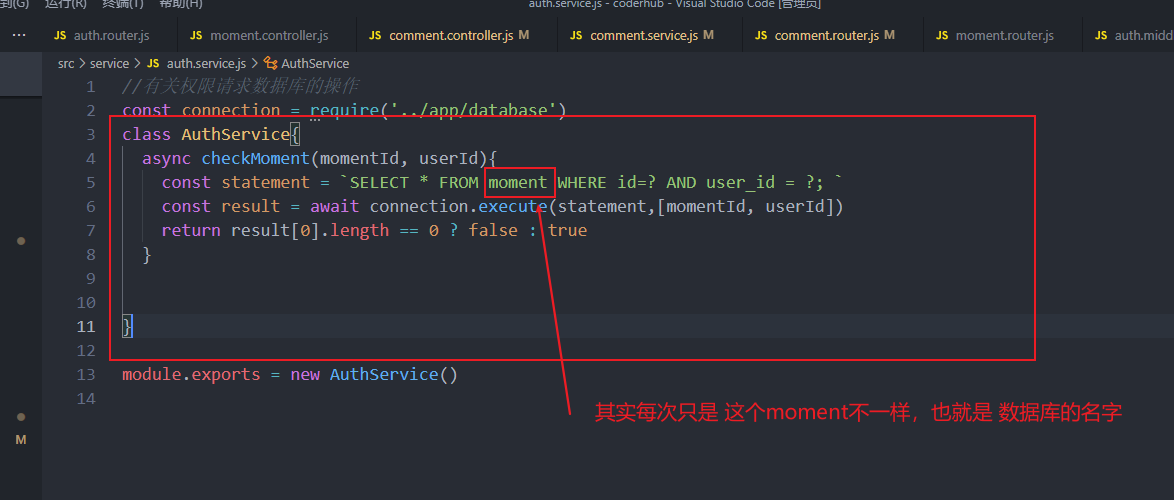 到(G) 运行(R) 终端(T) 帮助(H) auth.service.js - coderhub - Visual Studio Code [管理员]
··· JS auth.router.js JS moment.controller.js JS comment.controller.js M JS comment.service.js M JS comment.router.js M JS moment.router.js JS auth.midd
src > service > JS auth.service.js > AuthService
1 //有关权限请求数据库的操作
2 const connection = require('../app/database')
3 class AuthService{
4 async checkMoment(momentId, userId){
5 const statement = `SELECT * FROM moment WHERE id=? AND user_id = ?; `
6 const result = await connection.execute(statement,[momentId, userId])
7 return result[0].length == 0 ? false : true
8 }
9
10
11 }
12
13 module.exports = new AuthService()
14
其实每次只是 这个moment不一样，也就是 数据库的名字
M